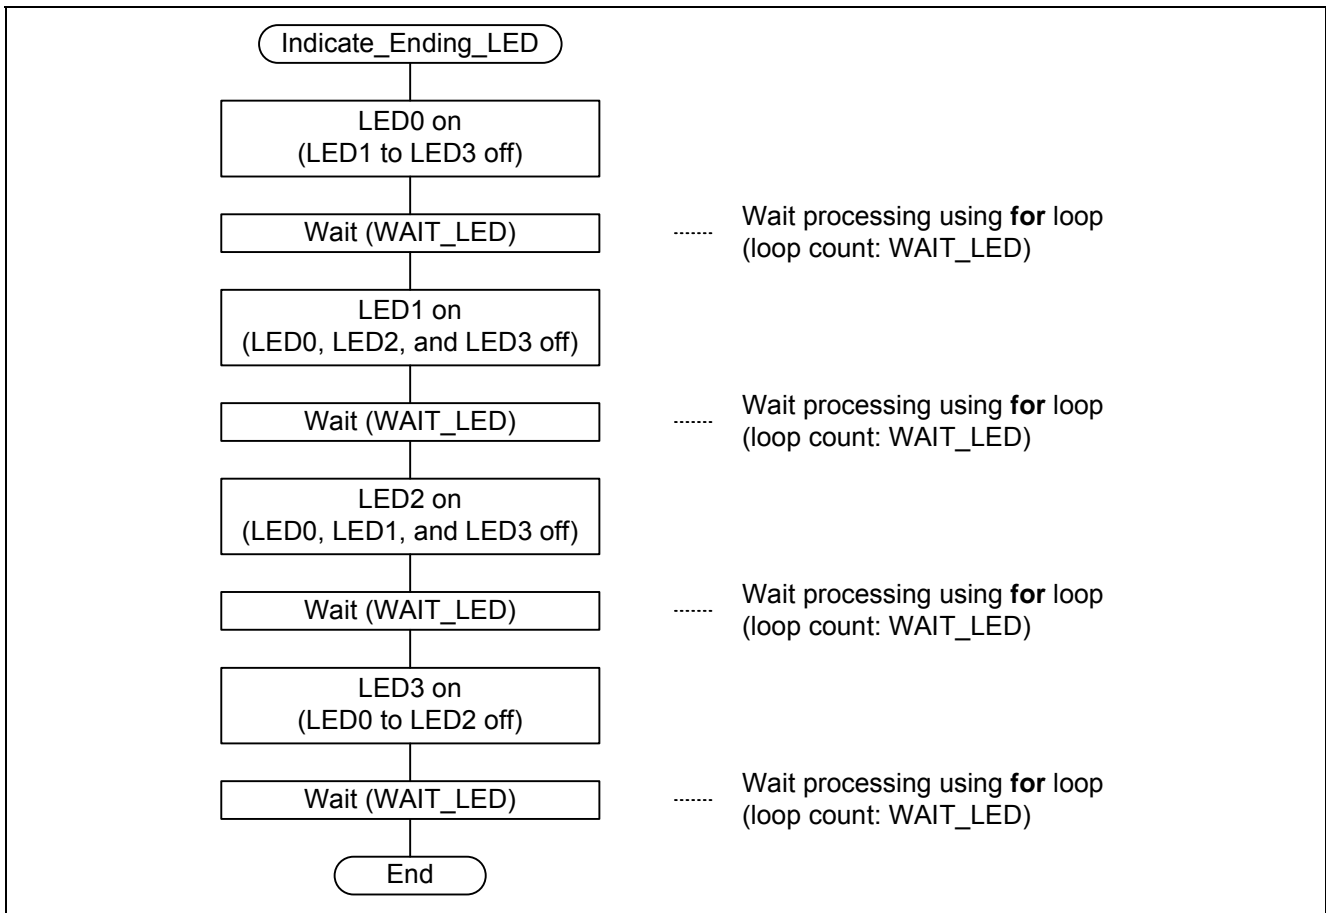 Indicate_Ending_LED
LED0 on
(LED1 to LED3 off)
Wait (WAIT_LED)
Wait processing using for loop
(loop count: WAIT_LED)
LED1 on
(LED0, LED2, and LED3 off)
Wait (WAIT_LED)
Wait processing using for loop
(loop count: WAIT_LED)
LED2 on
(LED0, LED1, and LED3 off)
Wait (WAIT_LED)
Wait processing using for loop
(loop count: WAIT_LED)
LED3 on
(LED0 to LED2 off)
Wait (WAIT_LED)
Wait processing using for loop
(loop count: WAIT_LED)
End